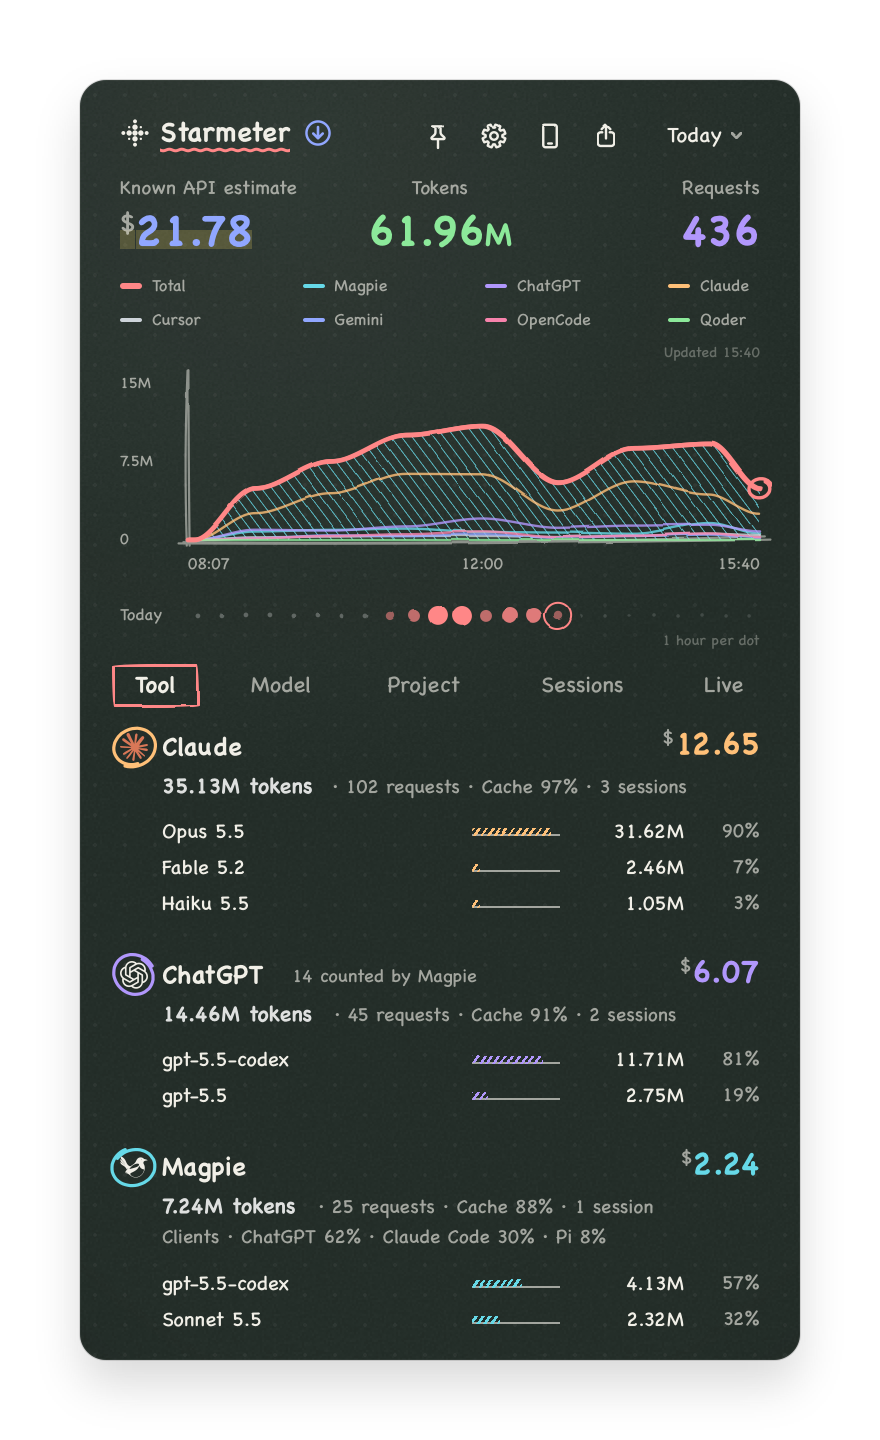 Starmeter Today
Known API estimate Tokens Requests
$21.78 61.96M 436
Total Magpie ChatGPT Claude
Cursor Gemini OpenCode Qoder
Updated 15:40
15M
7.5M
0
08:07 12:00 15:40
Today
1 hour per dot
Tool Model Project Sessions Live
Claude $12.65
35.13M tokens · 102 requests · Cache 97% · 3 sessions
Opus 5.5 31.62M 90%
Fable 5.2 2.46M 7%
Haiku 5.5 1.05M 3%
ChatGPT 14 counted by Magpie $6.07
14.46M tokens · 45 requests · Cache 91% · 2 sessions
gpt-5.5-codex 11.71M 81%
gpt-5.5 2.75M 19%
Magpie $2.24
7.24M tokens · 25 requests · Cache 88% · 1 session
Clients · ChatGPT 62% · Claude Code 30% · Pi 8%
gpt-5.5-codex 4.13M 57%
Sonnet 5.5 2.32M 32%